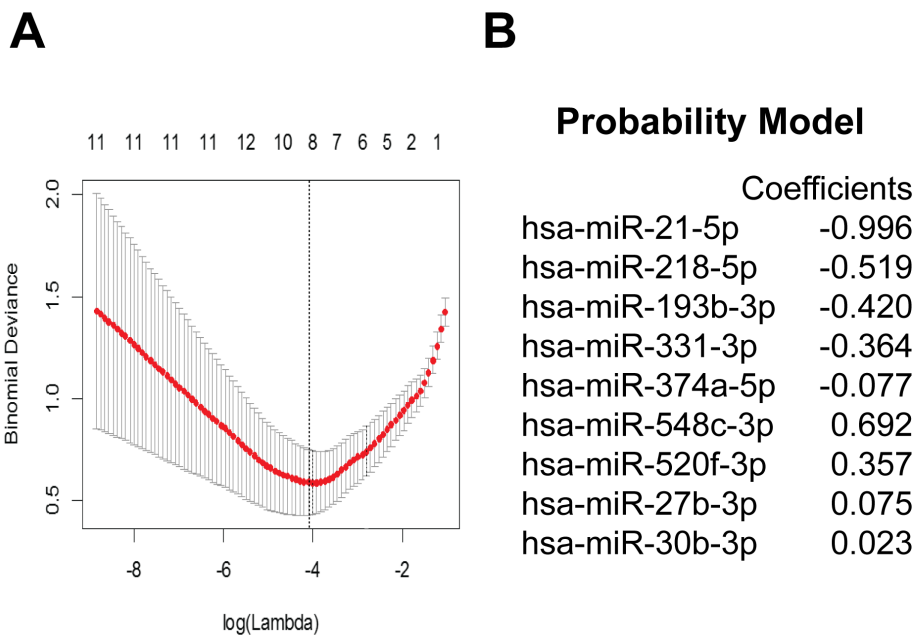 A
B
Probability Model
11 11 11 11 12 10 8 7 6 5 2 1
Coefficients
hsa-miR-21-5p -0.996
hsa-miR-218-5p -0.519
hsa-miR-193b-3p -0.420
hsa-miR-331-3p -0.364
hsa-miR-374a-5p -0.077
hsa-miR-548c-3p 0.692
hsa-miR-520f-3p 0.357
hsa-miR-27b-3p 0.075
hsa-miR-30b-3p 0.023
Binomial Deviance
2.0
1.5
1.0
0.5
-8 -6 -4 -2
log(Lambda)